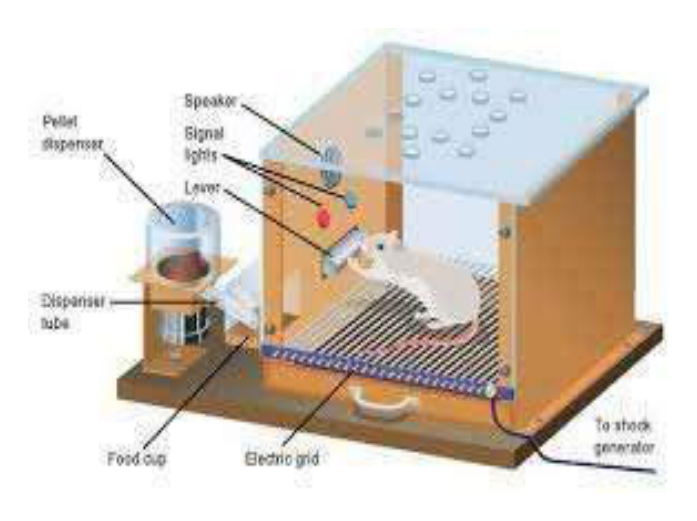 Speaker
Pellet
dispenser
Signal
lights
Lever
Dispenser
tube
To shock
generator
Food cup
Electric grid